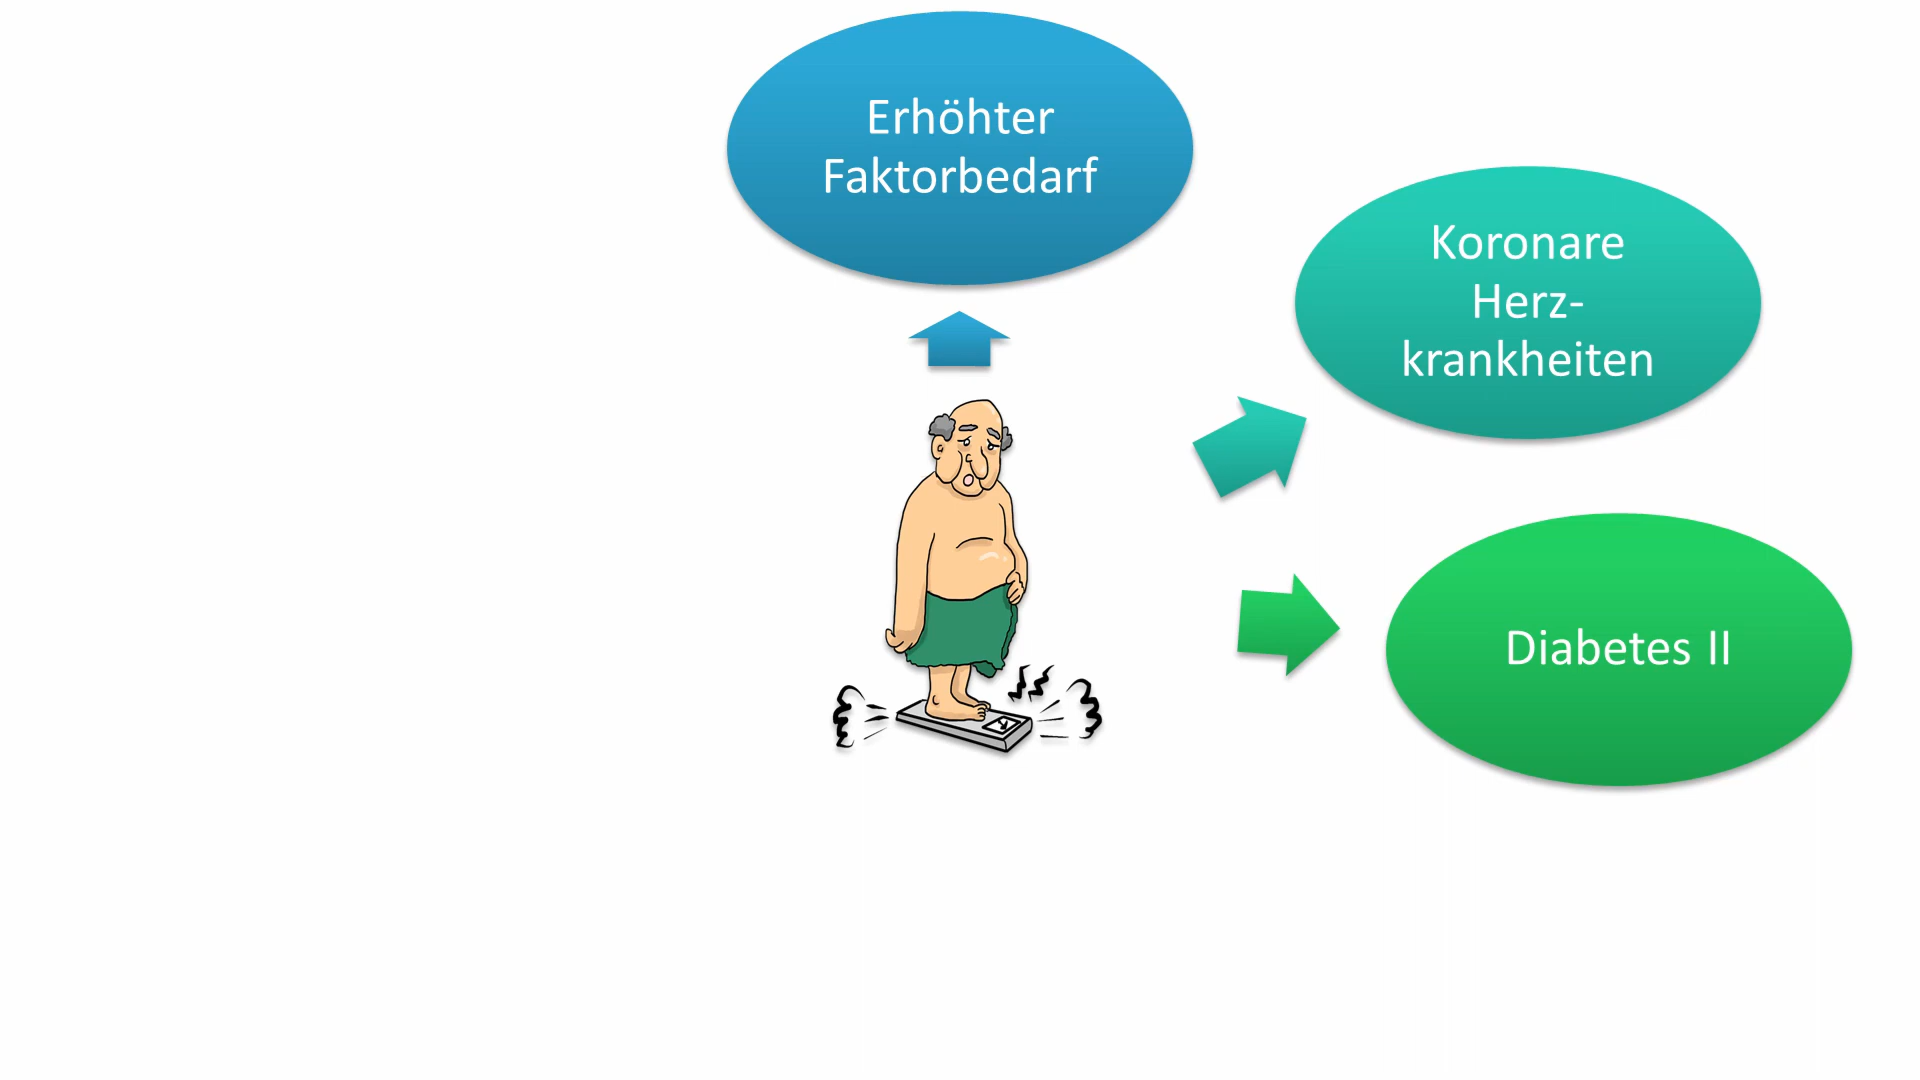 Erhöhter
Faktorbedarf
Koronare
Herz-
krankheiten
Diabetes II